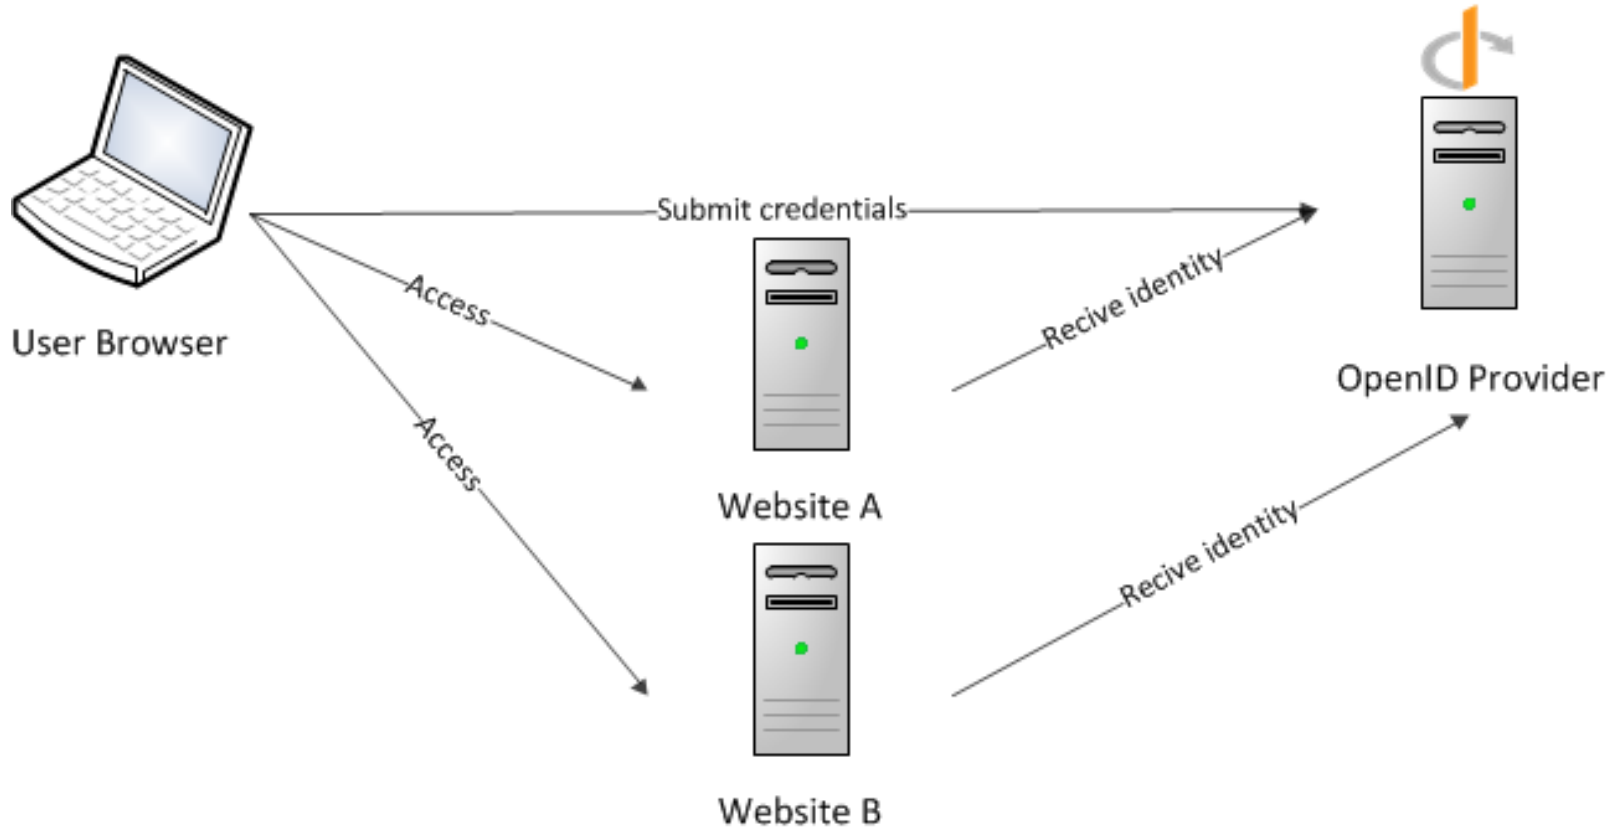 Submit credentials
Access
Recive identity
User Browser
OpenID Provider
Access
Website A
Recive identity
Website B